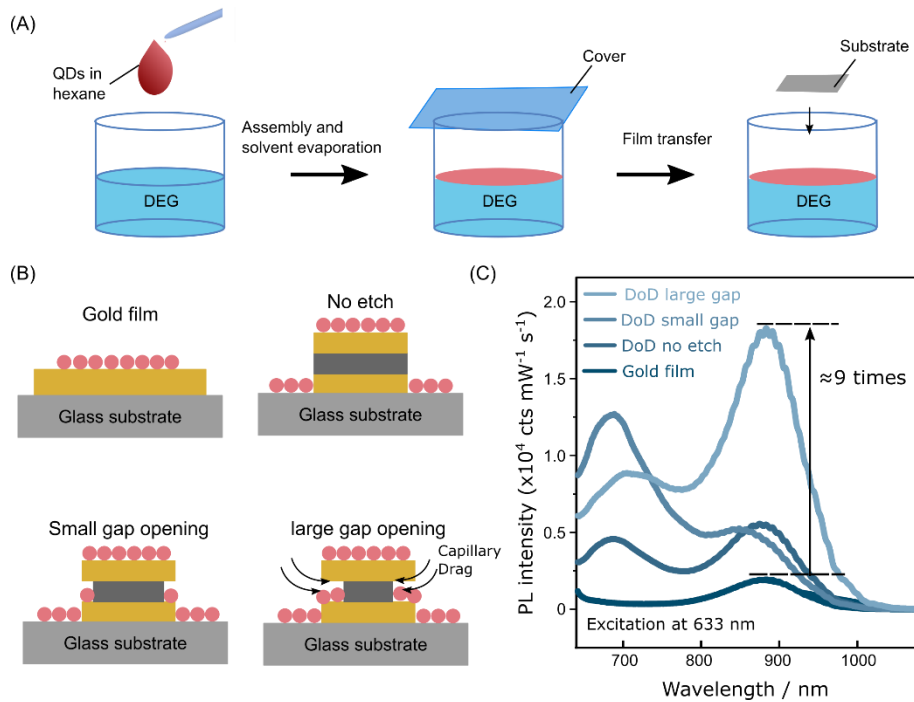 (A)
QDs in
hexane
DEG
Assembly and
solvent evaporation
Cover
DEG
Film transfer
Substrate
DEG
(B)
Gold film
Glass substrate
No etch
Glass substrate
Small gap opening
Glass substrate
large gap opening
Capillary
Drag
Glass substrate
(C)
PL intensity (x10⁴ cts mW⁻¹ s⁻¹)
2.0
1.5
1.0
0.5
0
DoD large gap
DoD small gap
DoD no etch
Gold film
≈9 times
Excitation at 633 nm
700
800
900
1000
Wavelength / nm